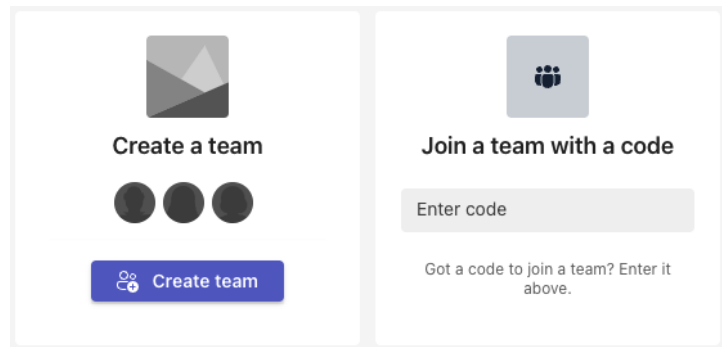 Create a team
Create team
Join a team with a code
Enter code
Got a code to join a team? Enter it
above.